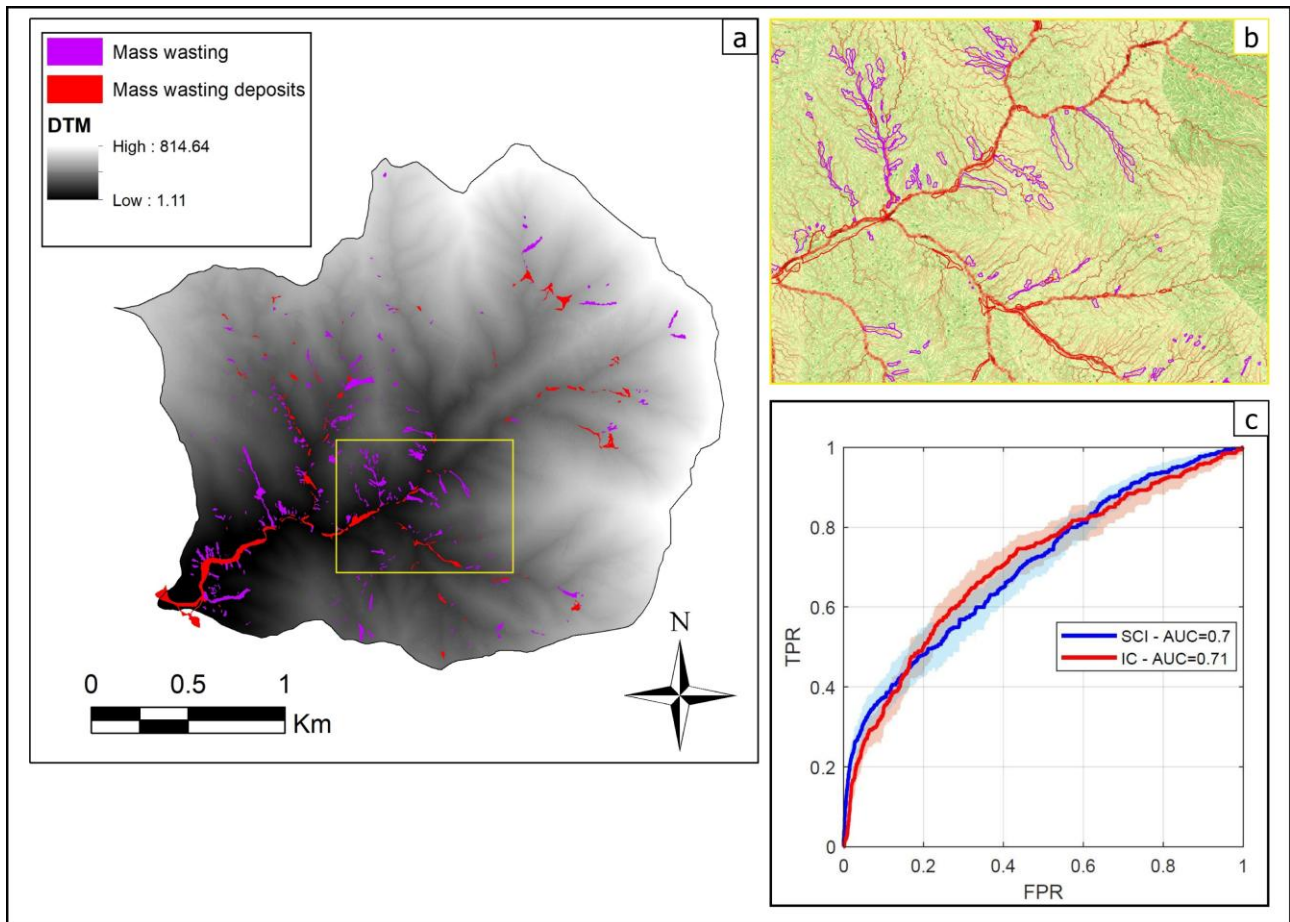 a
Mass wasting
Mass wasting deposits
DTM
High : 814.64
Low : 1.11
N
0 0.5 1
Km
b
c
1
0.8
0.6
0.4
0.2
0
TPR
SCI - AUC=0.7
IC - AUC=0.71
0 0.2 0.4 0.6 0.8 1
FPR